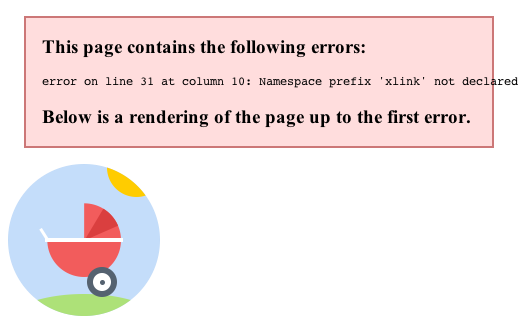 This page contains the following errors:
error on line 31 at column 10: Namespace prefix 'xlink' not declared
Below is a rendering of the page up to the first error.